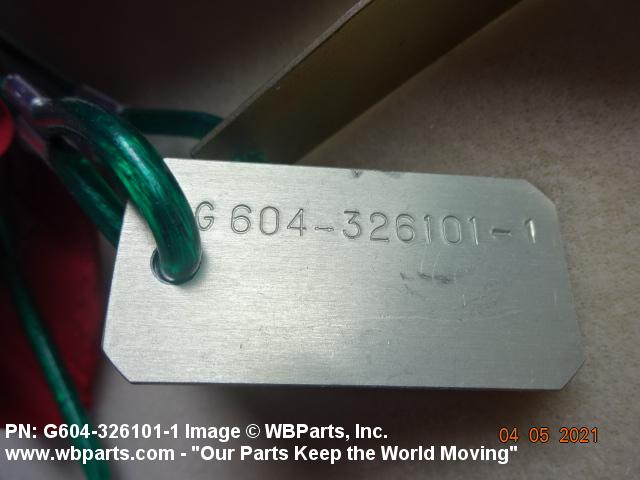 G 604-326101-1
04 05 2021
PN: G604-326101-1 Image © WBParts, Inc.
www.wbparts.com - "Our Parts Keep the World Moving"